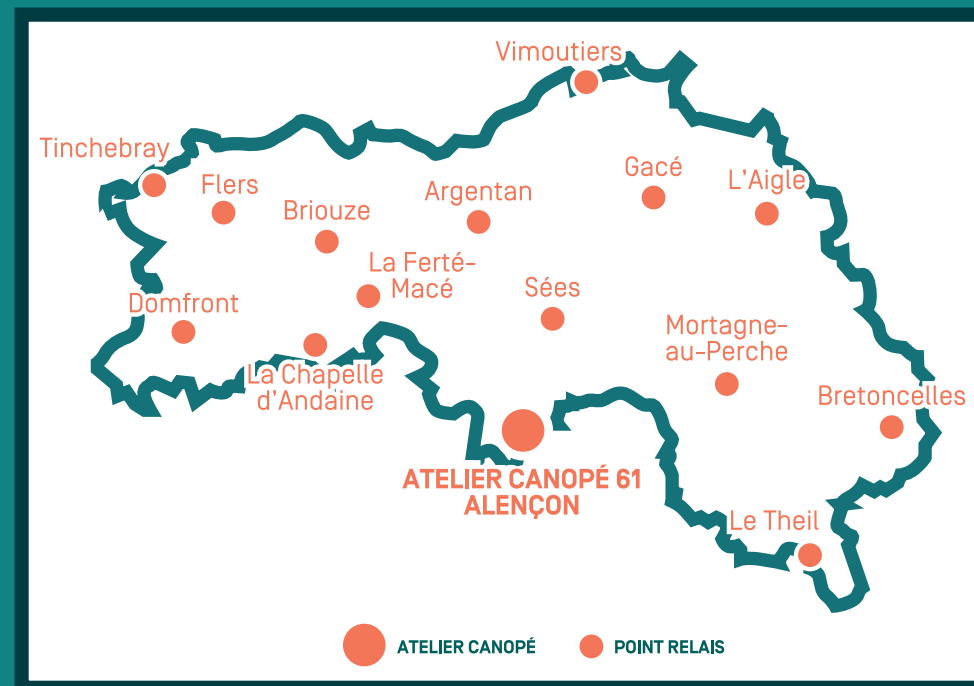 Vimoutiers
Tinchebray
Flers
Briouze
Argentan
Gacé
L'Aigle
La Ferté-
Macé
Domfront
Sées
Mortagne-
au-Perche
La Chapelle
d'Andaine
Bretoncelles
ATELIER CANOPÉ 61
ALENÇON
Le Theil
ATELIER CANOPÉ
POINT RELAIS